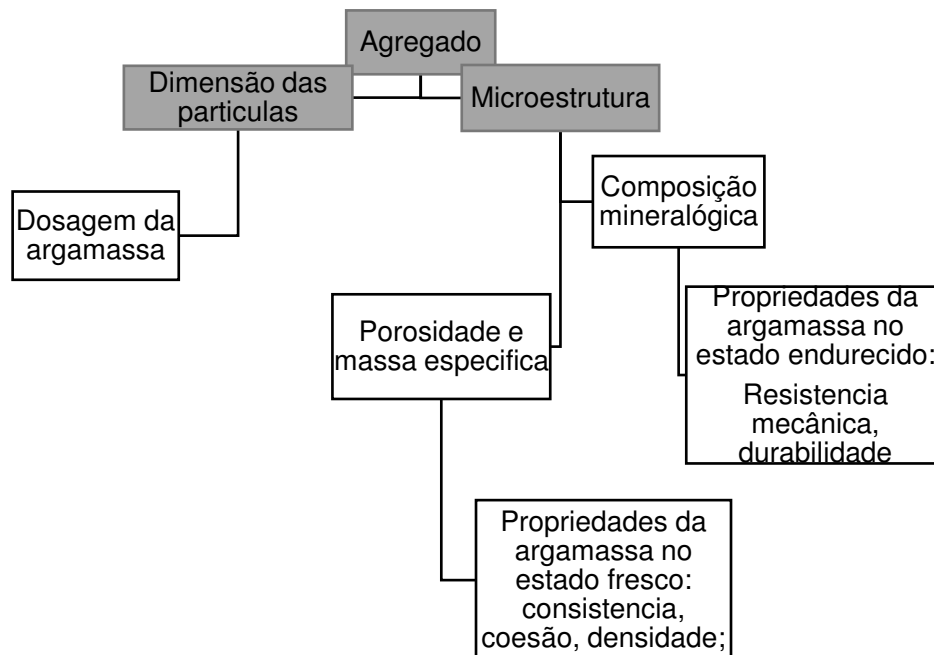 Agregado
Dimensão das
particulas
Microestrutura
Composição
mineralógica
Dosagem da
argamassa
Propriedades da
argamassa no
estado endurecido:
Resistencia
mecânica,
durabilidade
Porosidade e
massa especifica
Propriedades da
argamassa no
estado fresco:
consistencia,
coesão, densidade;